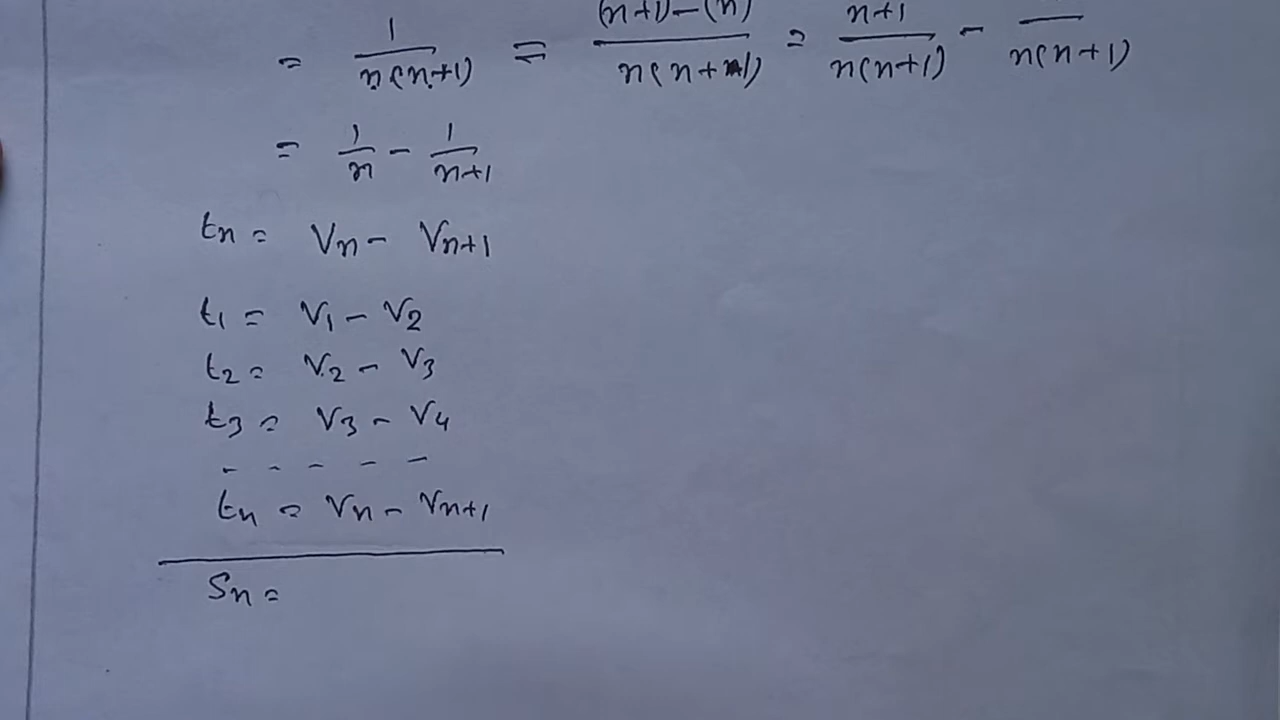 = 1/n(n+1) = (n+1)-(n)/n(n+1) = n+1/n(n+1) - /n(n+1)
= 1/n - 1/n+1
tn = Vn - Vn+1
t1 = V1 - V2
t2 = V2 - V3
t3 = V3 - V4
- - - - -
tn = Vn - Vn+1
Sn =